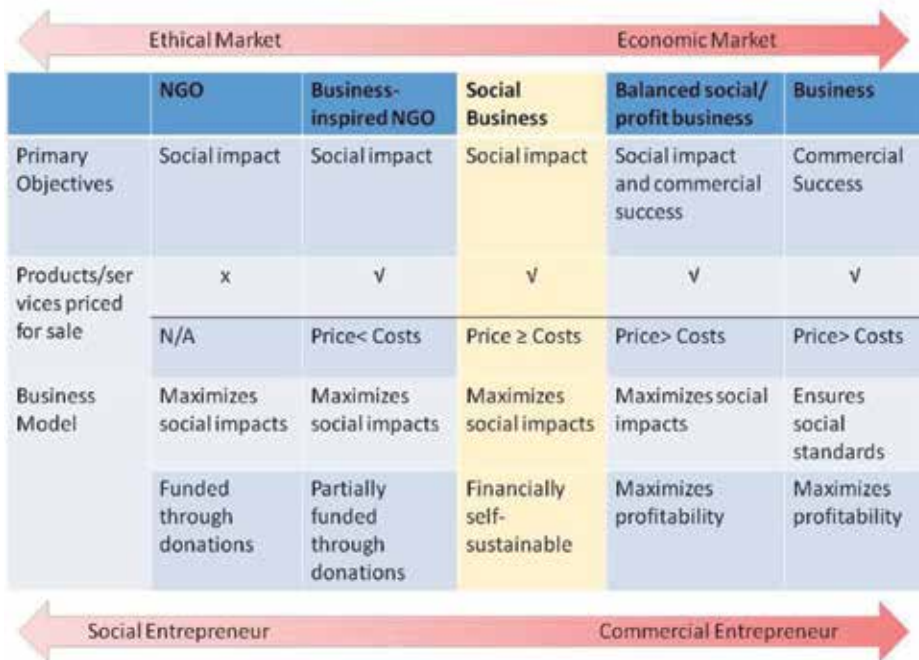 Ethical Market Economic Market
NGO Business-inspired NGO Social Business Balanced social/profit business Business
Primary Objectives Social impact Social impact Social impact Social impact and commercial success Commercial Success
Products/services priced for sale x √ √ √ √
N/A Price< Costs Price ≥ Costs Price> Costs Price> Costs
Business Model Maximizes social impacts Maximizes social impacts Maximizes social impacts Maximizes social impacts Ensures social standards
Funded through donations Partially funded through donations Financially self-sustainable Maximizes profitability Maximizes profitability
Social Entrepreneur Commercial Entrepreneur